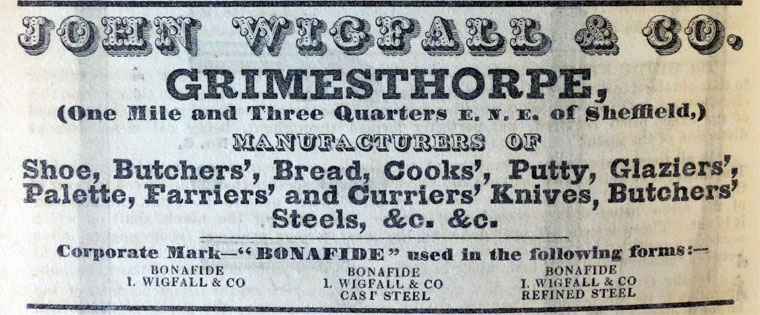 JOHN WIGFALL & CO.
GRIMESTHORPE,
(One Mile and Three Quarters E. N. E. of Sheffield,)
MANUFACTURERS OF
Shoe, Butchers', Bread, Cooks', Putty, Glaziers',
Palette, Farriers' and Curriers' Knives, Butchers'
Steels, &c. &c.
Corporate Mark—"BONAFIDE" used in the following forms:—
BONAFIDE BONAFIDE BONAFIDE
I. WIGFALL & CO I. WIGFALL & CO I. WIGFALL & CO
CAST STEEL REFINED STEEL